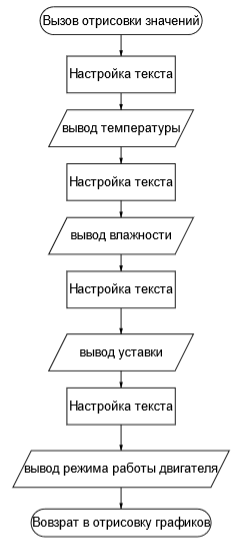 Вызов отрисовки значений
Настройка текста
вывод температуры
Настройка текста
вывод влажности
Настройка текста
вывод уставки
Настройка текста
вывод режима работы двигателя
Вовзрат в отрисовку графиков